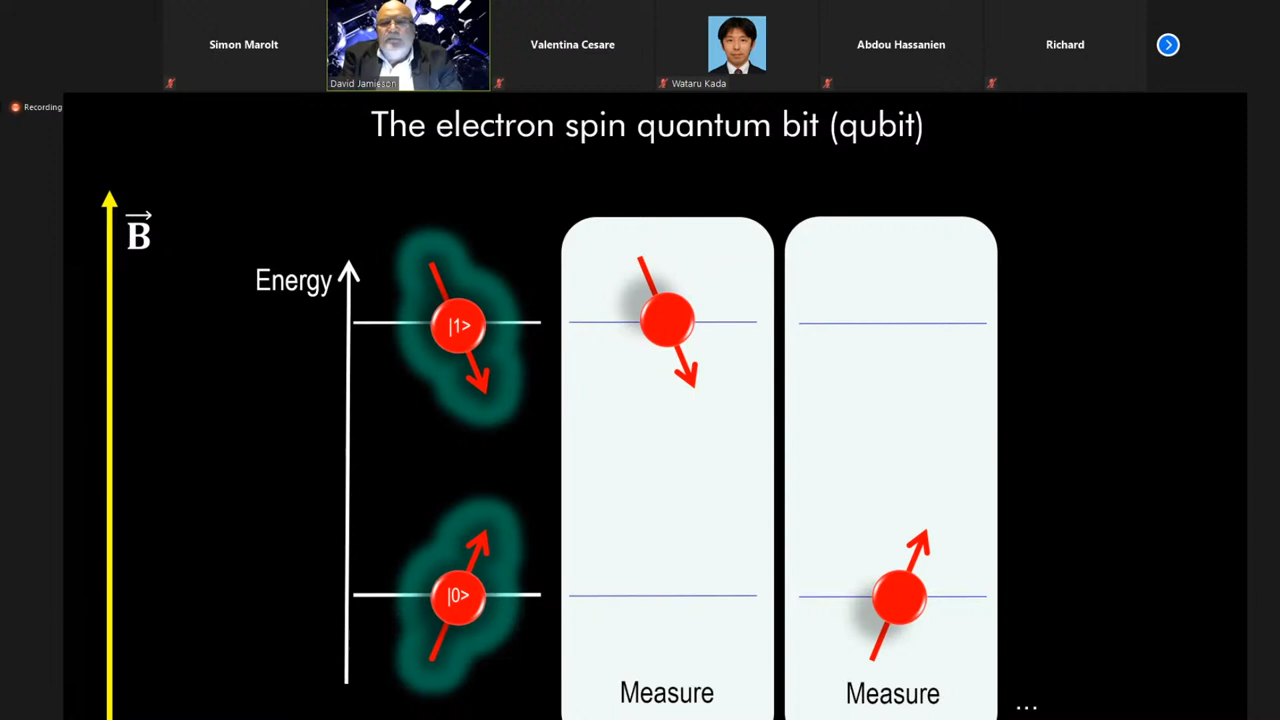 Simon Marolt
David Jamieson
Valentina Cesare
Wataru Kada
Abdou Hassanien
Richard
Recording
The electron spin quantum bit (qubit)
B
Energy
|1>
|0>
Measure
Measure
...